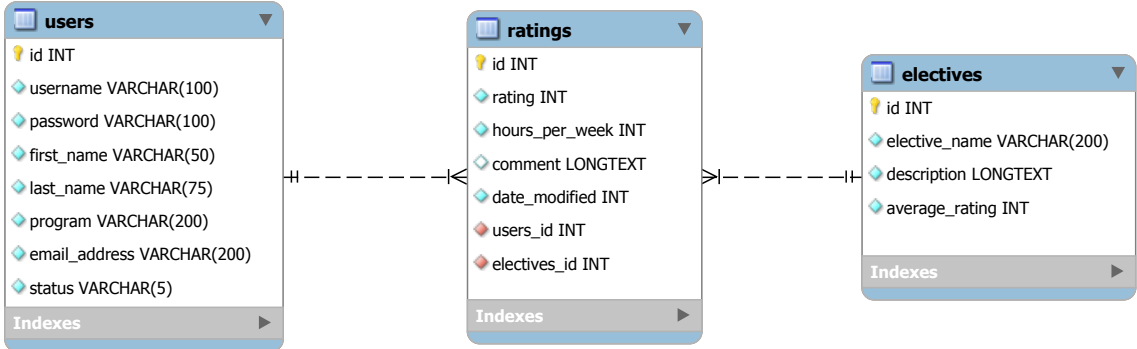 users
id INT
username VARCHAR(100)
password VARCHAR(100)
first_name VARCHAR(50)
last_name VARCHAR(75)
program VARCHAR(200)
email_address VARCHAR(200)
status VARCHAR(5)
Indexes
ratings
id INT
rating INT
hours_per_week INT
comment LONGTEXT
date_modified INT
users_id INT
electives_id INT
Indexes
electives
id INT
elective_name VARCHAR(200)
description LONGTEXT
average_rating INT
Indexes